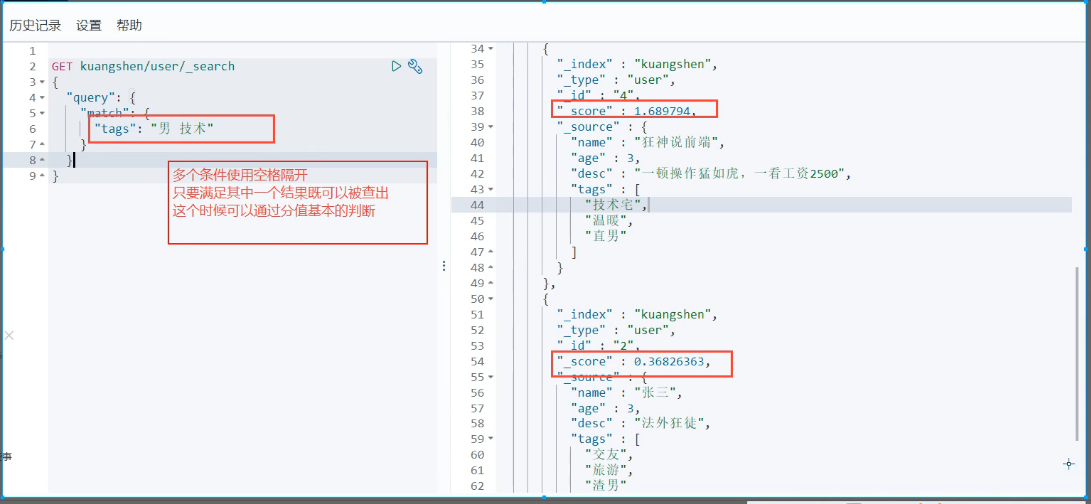 历史记录 设置 帮助
1
2 GET kuangshen/user/_search
3 {
4 "query": {
5 "match": {
6 "tags": "男 技术"
7 }
8 }
9 }
多个条件使用空格隔开
只要满足其中一个结果既可以被查出
这个时候可以通过分值基本的判断
事
34 {
35 "_index" : "kuangshen",
36 "_type" : "user",
37 "_id" : "4",
38 "_score" : 1.689794,
39 "_source" : {
40 "name" : "狂神说前端",
41 "age" : 3,
42 "desc" : "一顿操作猛如虎，一看工资2500",
43 "tags" : [
44 "技术宅",
45 "温暖",
46 "直男"
47 ]
48 }
49 },
50 {
51 "_index" : "kuangshen",
52 "_type" : "user",
53 "_id" : "2",
54 "_score" : 0.36826363,
55 "_source" : {
56 "name" : "张三",
57 "age" : 3,
58 "desc" : "法外狂徒",
59 "tags" : [
60 "交友",
61 "旅游",
62 "渣男"